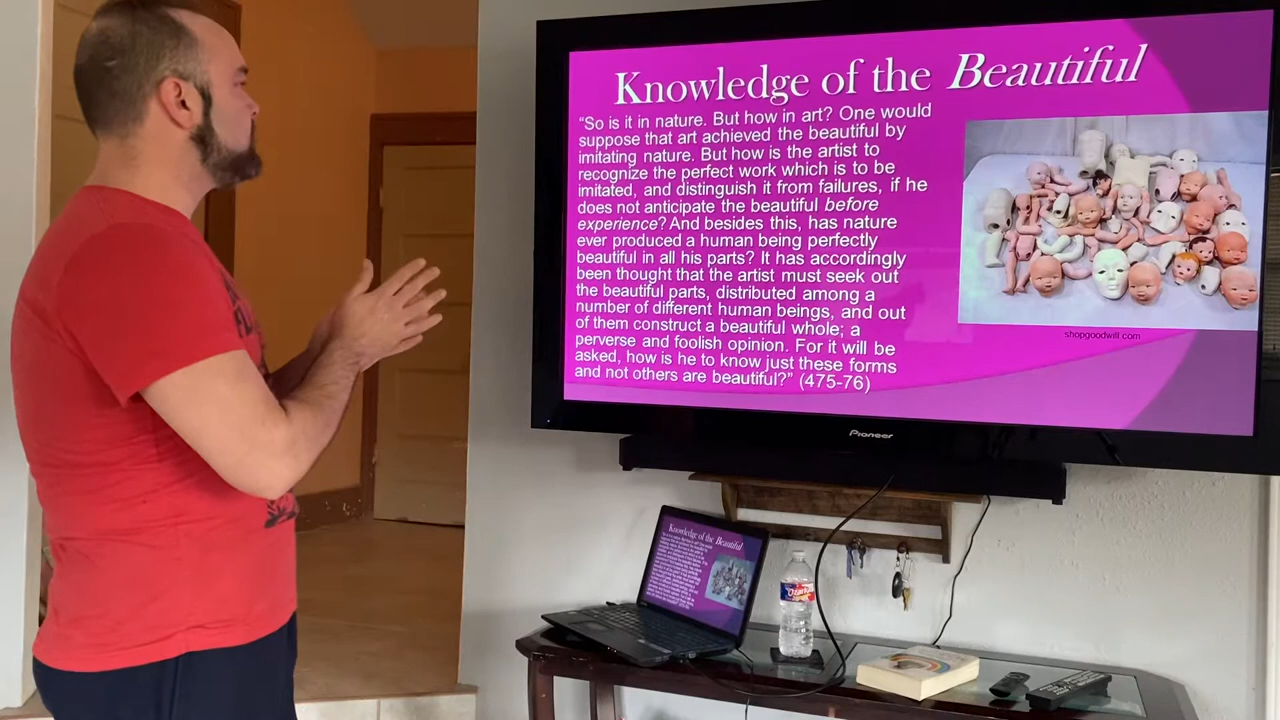 Knowledge of the Beautiful
“So is it in nature. But how in art? One would
suppose that art achieved the beautiful by
imitating nature. But how is the artist to
recognize the perfect work which is to be
imitated, and distinguish it from failures, if he
does not anticipate the beautiful before
experience? And besides this, has nature
ever produced a human being perfectly
beautiful in all his parts? It has accordingly
been thought that the artist must seek out
the beautiful parts, distributed among a
number of different human beings, and out
of them construct a beautiful whole; a
perverse and foolish opinion. For it will be
asked, how is he to know just these forms
and not others are beautiful?” (475-76)
shopgoodwill.com
Pioneer
Knowledge of the Beautiful